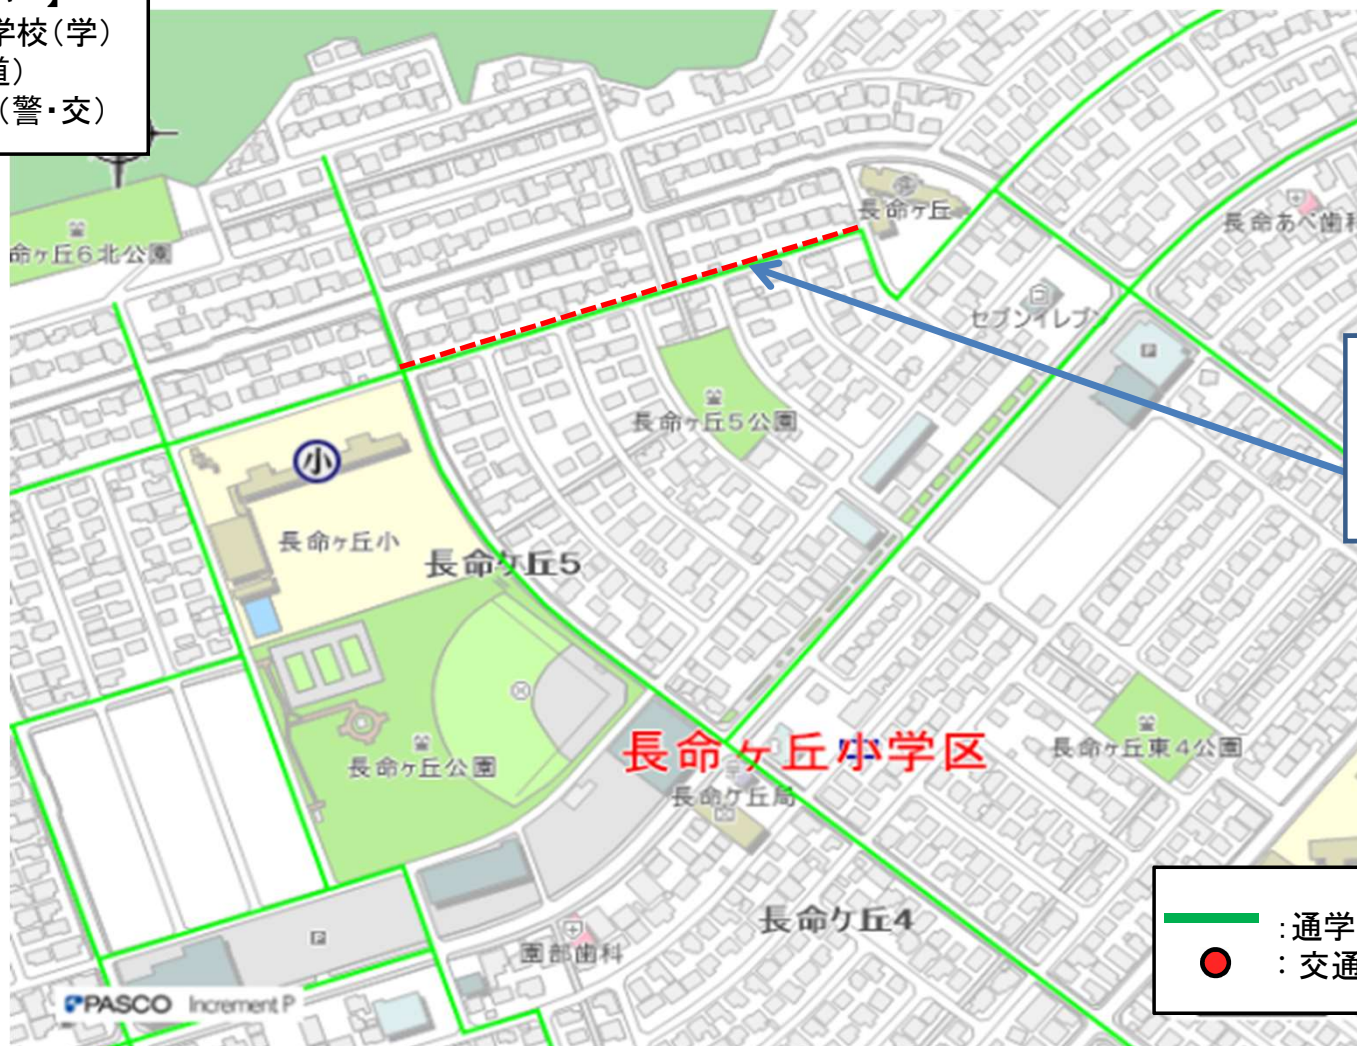 学校(学)
道)
(警・交)
長命ケ丘
長命あべ歯科
命ヶ丘6北公園
セブンイレブン
P
長命ヶ丘5公園
小
長命ヶ丘小
長命ケ丘5
長命ヶ丘小学区
長命ヶ丘東4公園
長命ヶ丘公園
長命ケ丘局
長命ケ丘4
P
園部歯科
:通学
:交通
PASCO Increment P